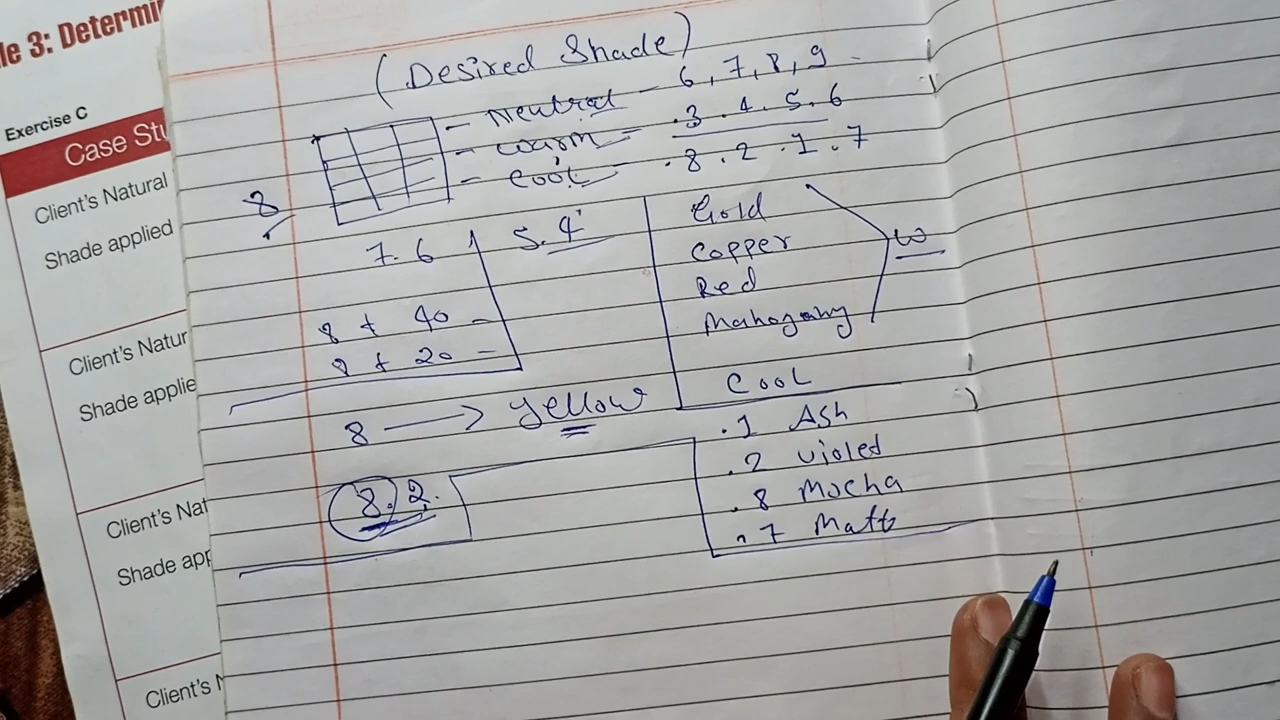 le 3: Determi
Exercise C
Case Stu
Client's Natural
Shade applied
Client's Natur
Shade applie
Client's Nat
Shade app
Client's N
(Desired Shade)
- Neutral - 6, 7, 8, 9 -
- warm - .3 .4 .5 .6
- cool - .8 .2 .1 .7
8
7.6
5.4
8 + 40 -
8 + 20 -
8 → yellow
8.2.
Gold
Copper
Red
Mahogany
w
Cool
.1 Ash
.2 violed
.8 Mocha
.7 Matt